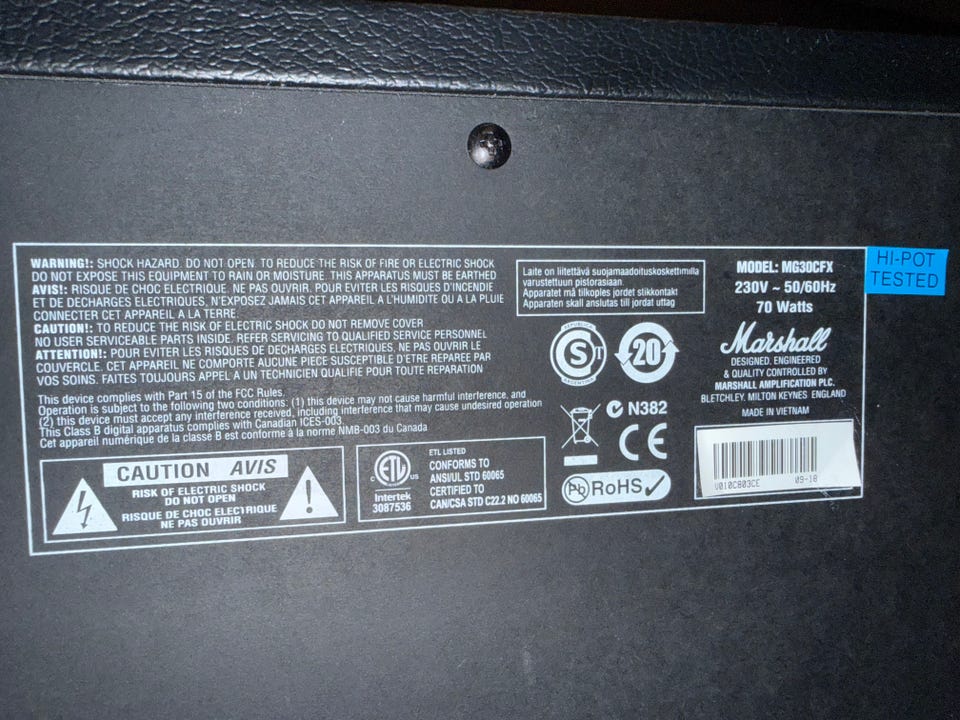 WARNING!: SHOCK HAZARD. DO NOT OPEN. TO REDUCE THE RISK OF FIRE OR ELECTRIC SHOCK
DO NOT EXPOSE THIS EQUIPMENT TO RAIN OR MOISTURE. THIS APPARATUS MUST BE EARTHED
AVIS!: RISQUE DE CHOC ELECTRIQUE. NE PAS OUVRIR. POUR EVITER LES RISQUES D'INCENDIE
ET DE DECHARGES ELECTRIQUES, N'EXPOSEZ JAMAIS CET APPAREIL A L'HUMIDITE OU A LA PLUIE
CONNECTER CET APPAREIL A LA TERRE
CAUTION!: TO REDUCE THE RISK OF ELECTRIC SHOCK DO NOT REMOVE COVER
NO USER SERVICEABLE PARTS INSIDE. REFER SERVICING TO QUALIFIED SERVICE PERSONNEL
ATTENTION!: POUR EVITER LES RISQUES DE DECHARGES ELECTRIQUES, NE PAS OUVRIR LE
COUVERCLE. CET APPAREIL NE COMPORTE AUCUNE PIECE SUSCEPTIBLE D'ETRE REPAREE PAR
VOS SOINS. FAITES TOUJOURS APPEL A UN TECHNICIEN QUALIFIE POUR TOUTE REPARATION
This device complies with Part 15 of the FCC Rules.
Operation is subject to the following two conditions: (1) this device may not cause harmful interference, and
(2) this device must accept any interference received, including interference that may cause undesired operation
This Class B digital apparatus complies with Canadian ICES-003.
Cet appareil numérique de la classe B est conforme à la norme NMB-003 du Canada
CAUTION AVIS
RISK OF ELECTRIC SHOCK
DO NOT OPEN
RISQUE DE CHOC ELECTRIQUE
NE PAS OUVRIR
C ETL
Intertek
3087536
ETL LISTED
CONFORMS TO
ANSI/UL STD 60065
CERTIFIED TO
CAN/CSA STD C22.2 NO 60065
Laite on liitettävä suojamaadoituskoskettimilla
varustettuun pistorasiaan.
Apparatet må tilkoples jordet stikkontakt
Apparaten skall anslutas till jordat uttag
REPUBLICA
S T
ARGENTINA
20
N382
CE
Pb RoHS
MODEL: MG30CFX
230V ~ 50/60Hz
70 Watts
Marshall
DESIGNED, ENGINEERED
& QUALITY CONTROLLED BY
MARSHALL AMPLIFICATION PLC.
BLETCHLEY, MILTON KEYNES, ENGLAND
MADE IN VIETNAM
V010C803CE 09-18
HI-POT
TESTED